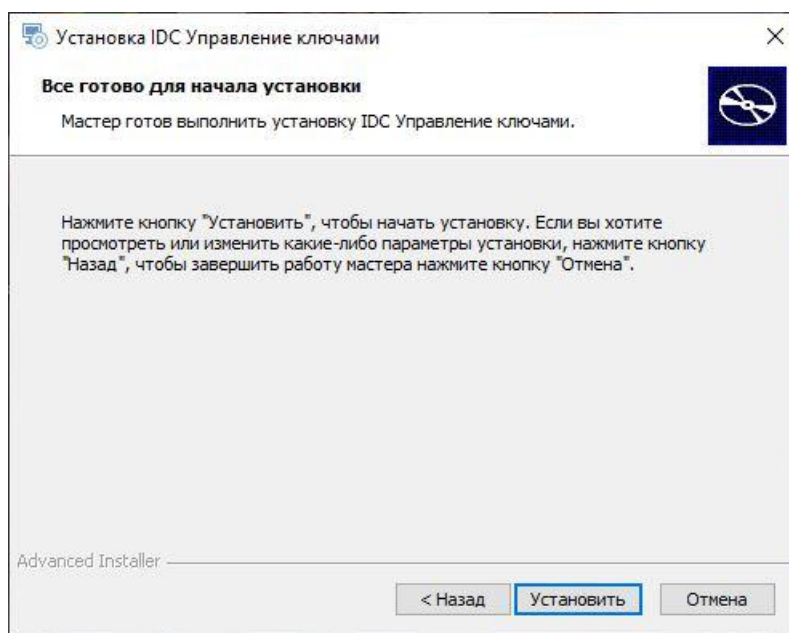 Установка IDC Управление ключами
Все готово для начала установки
Мастер готов выполнить установку IDC Управление ключами.
Нажмите кнопку "Установить", чтобы начать установку. Если вы хотите
просмотреть или изменить какие-либо параметры установки, нажмите кнопку
"Назад", чтобы завершить работу мастера нажмите кнопку "Отмена".
Advanced Installer
< Назад
Установить
Отмена